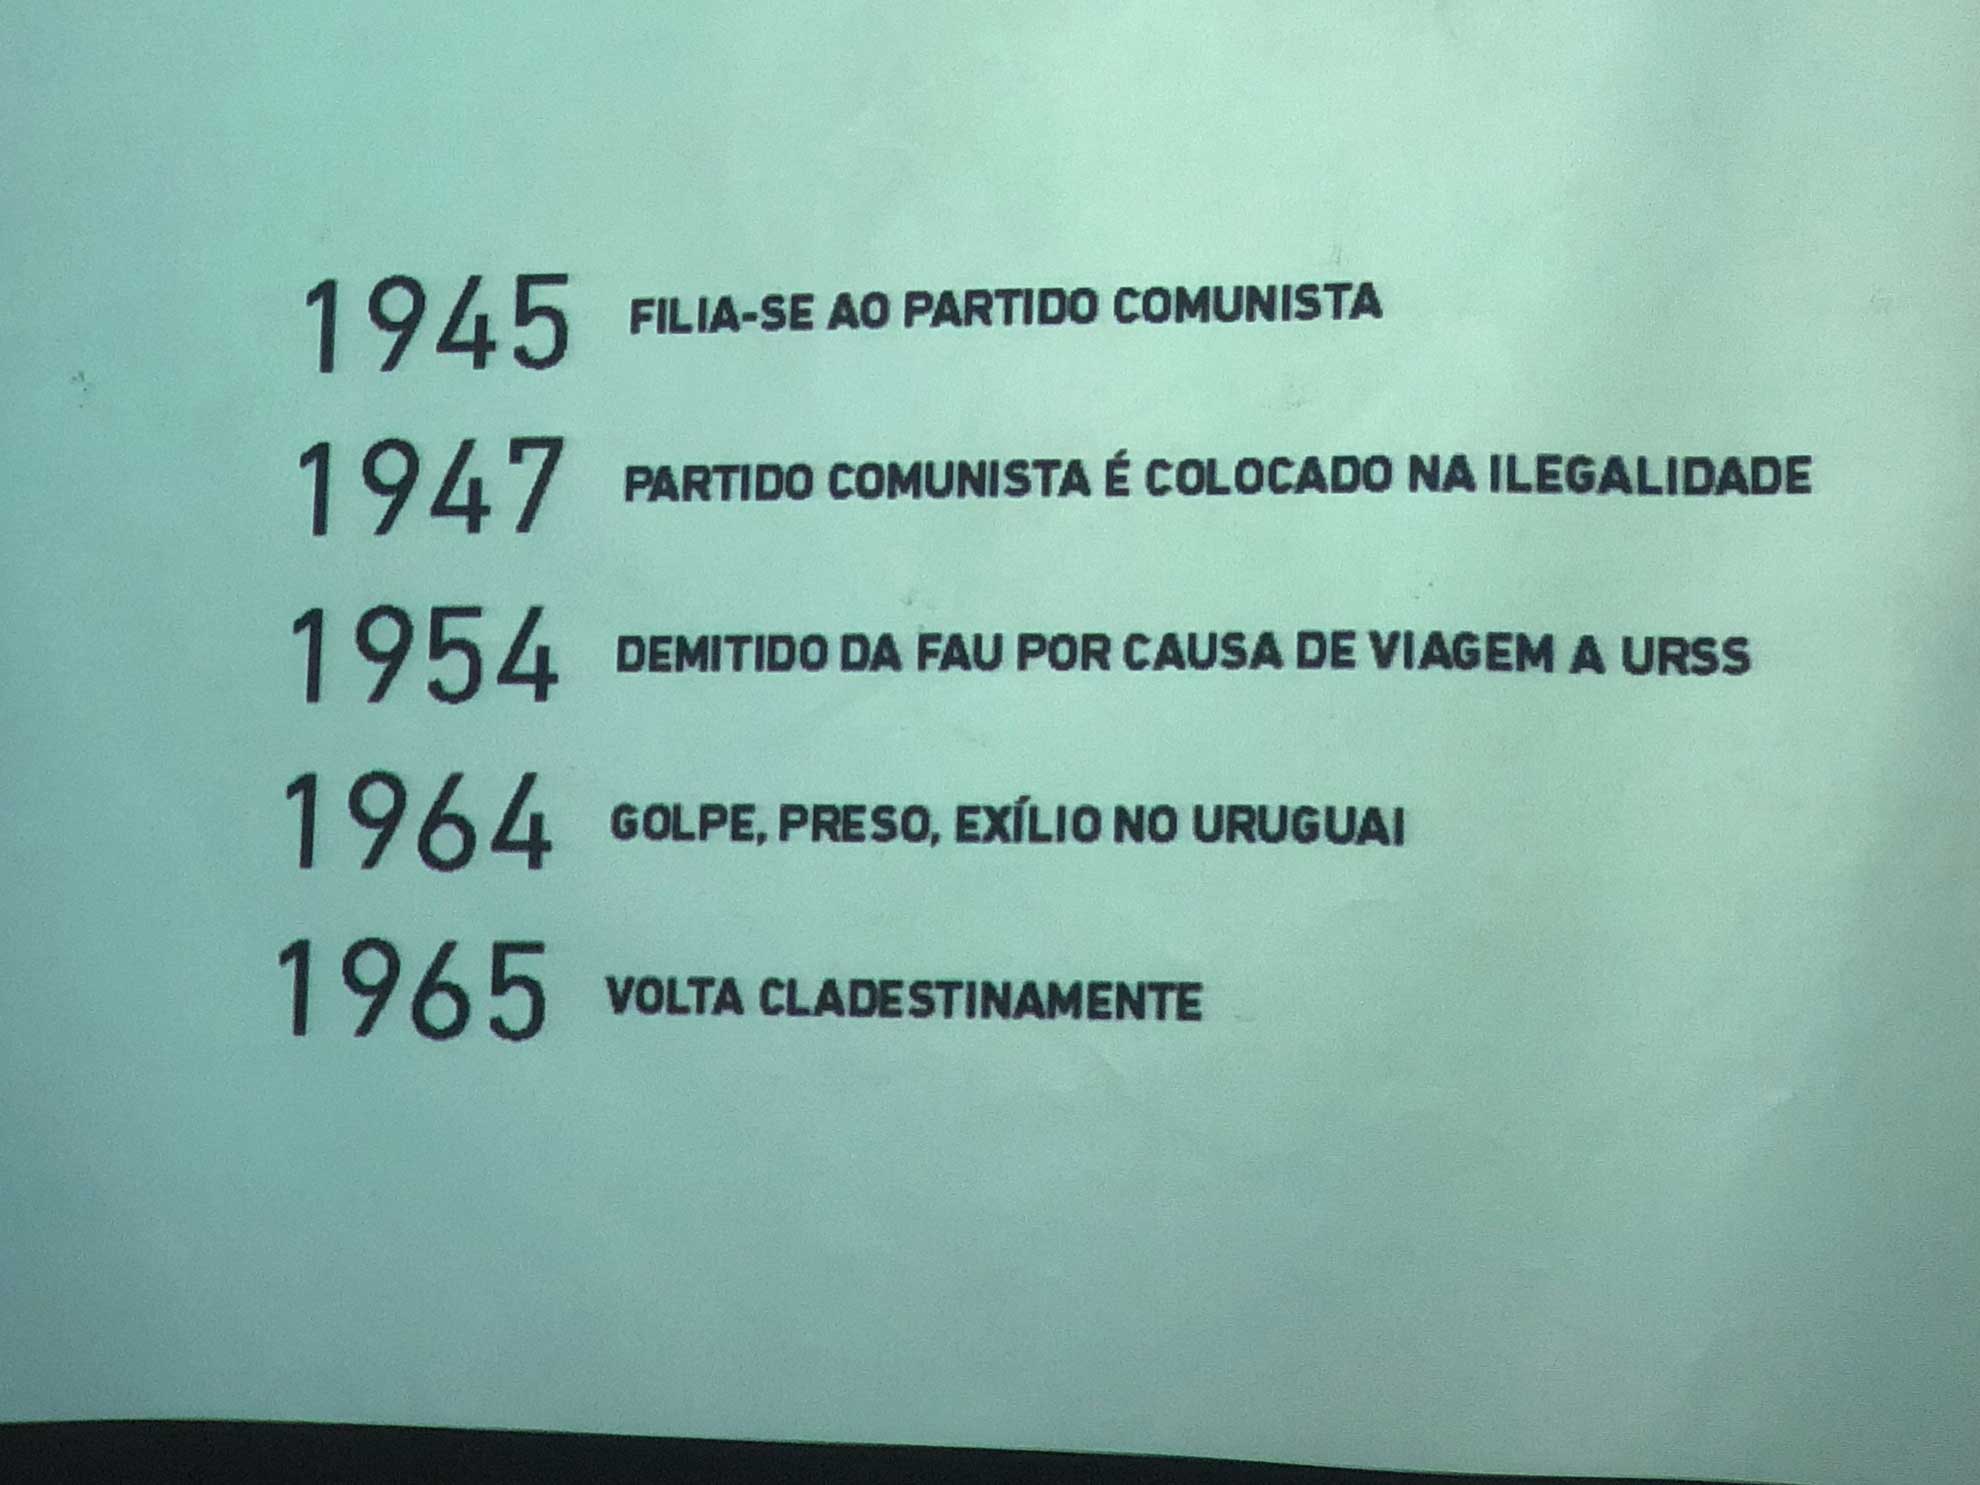 1945 FILIA-SE AO PARTIDO COMUNISTA
1947 PARTIDO COMUNISTA É COLOCADO NA ILEGALIDADE
1954 DEMITIDO DA FAU POR CAUSA DE VIAGEM A URSS
1964 GOLPE, PRESO, EXÍLIO NO URUGUAI
1965 VOLTA CLADESTINAMENTE